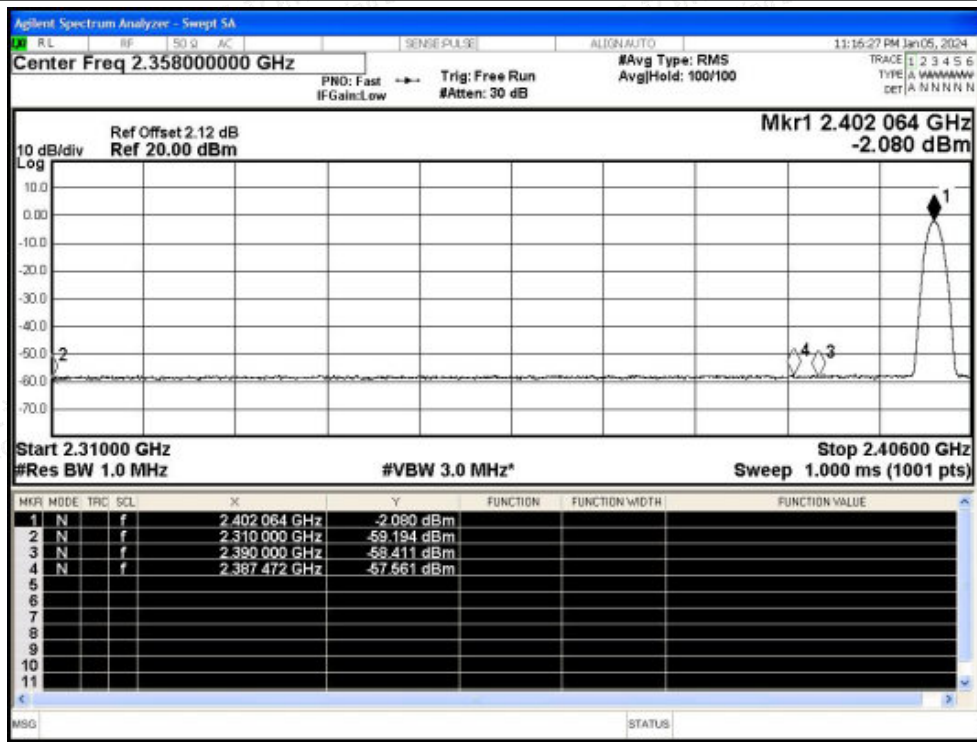 Agilent Spectrum Analyzer - Swept SA
RL RF 50 Ω AC SENSE:PULSE ALIGN AUTO 11:16:27 PM Jan 05, 2024
Center Freq 2.358000000 GHz #Avg Type: RMS TRACE 1 2 3 4 5 6
PNO: Fast Trig: Free Run Avg|Hold: 100/100 TYPE A WWWWW
IFGain:Low #Atten: 30 dB DET A N N N N N
Mkr1 2.402 064 GHz
Ref Offset 2.12 dB
10 dB/div Ref 20.00 dBm -2.080 dBm
Log
10.0
1
0.00
-10.0
-20.0
-30.0
-40.0
-50.0 2 4 3
-60.0
-70.0
Start 2.31000 GHz Stop 2.40600 GHz
#Res BW 1.0 MHz #VBW 3.0 MHz* Sweep 1.000 ms (1001 pts)
MKR MODE TRC SCL X Y FUNCTION FUNCTION WIDTH FUNCTION VALUE
1 N f 2.402 064 GHz -2.080 dBm
2 N f 2.310 000 GHz -59.194 dBm
3 N f 2.390 000 GHz -58.411 dBm
4 N f 2.387 472 GHz -57.561 dBm
5
6
7
8
9
10
11
MSG STATUS